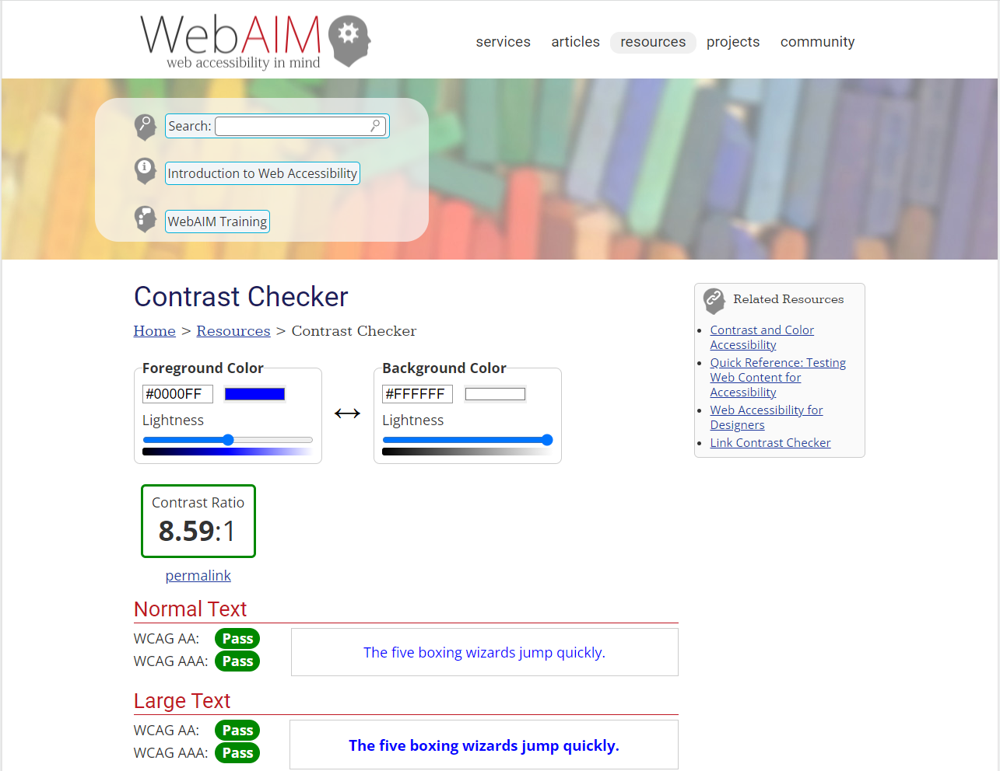 WebAIM
web accessibility in mind
services articles resources projects community
Search:
Introduction to Web Accessibility
WebAIM Training
Contrast Checker
Home > Resources > Contrast Checker
Foreground Color
#0000FF
Lightness
Background Color
#FFFFFF
Lightness
Contrast Ratio
8.59:1
permalink
Normal Text
WCAG AA: Pass
WCAG AAA: Pass
The five boxing wizards jump quickly.
Large Text
WCAG AA: Pass
WCAG AAA: Pass
The five boxing wizards jump quickly.
Related Resources
Contrast and Color
Accessibility
Quick Reference: Testing
Web Content for
Accessibility
Web Accessibility for
Designers
Link Contrast Checker